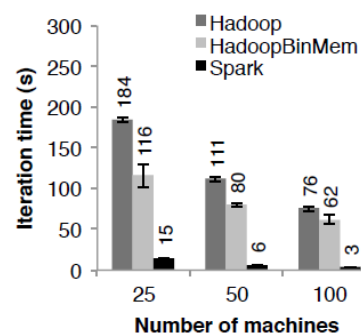 Hadoop
HadoopBinMem
Spark
Iteration time (s)
300
250
200
150
100
50
0
184
116
15
111
80
6
76
62
3
25 50 100
Number of machines